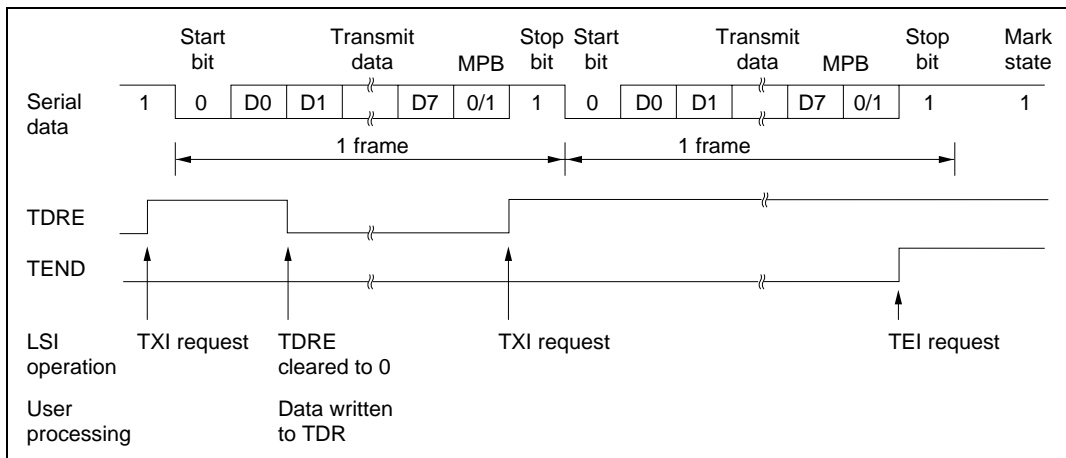 Start bit Transmit data MPB Stop bit Start bit Transmit data MPB Stop bit Mark state
Serial data 1 0 D0 D1 D7 0/1 1 0 D0 D1 D7 0/1 1 1
1 frame 1 frame
TDRE
TEND
LSI operation TXI request TDRE cleared to 0 TXI request TEI request
User processing Data written to TDR